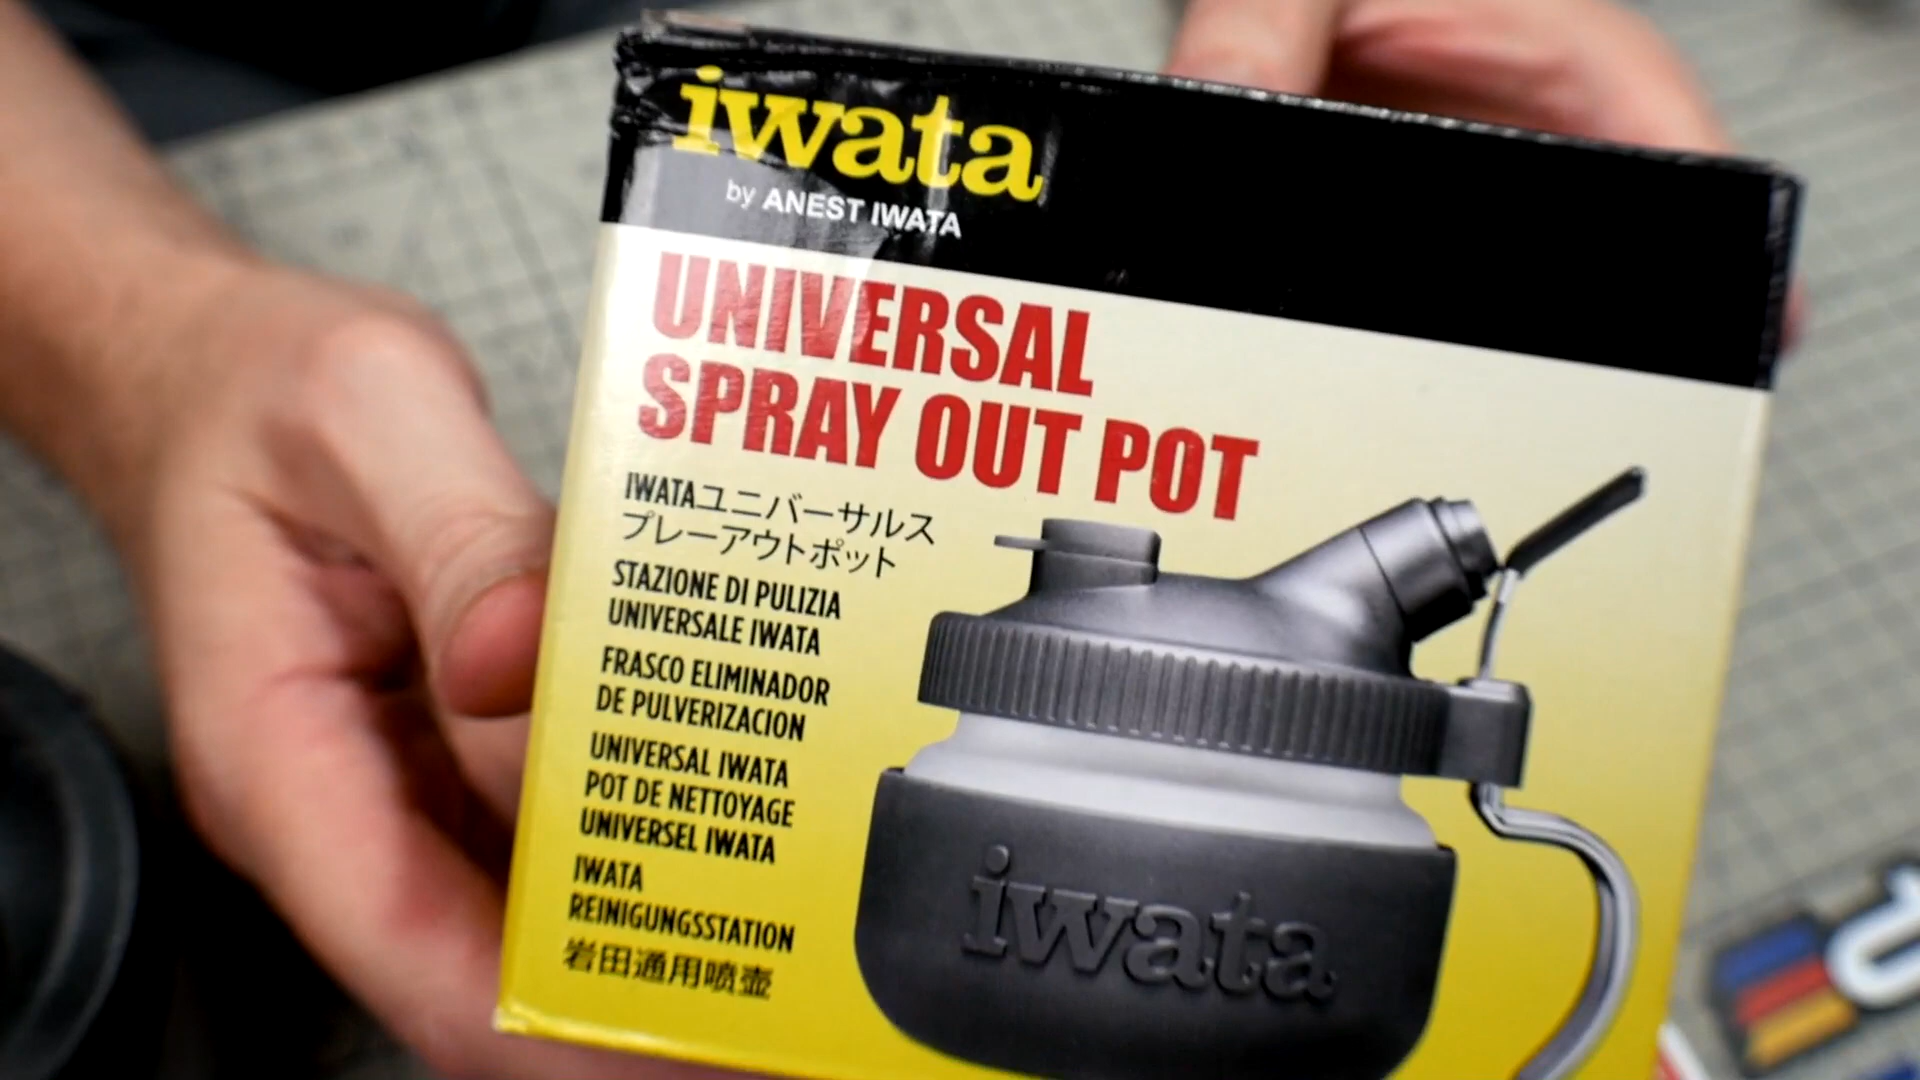 iwata
by ANEST IWATA
UNIVERSAL
SPRAY OUT POT
IWATAユニバーサルス
プレーアウトポット
STAZIONE DI PULIZIA
UNIVERSALE IWATA
FRASCO ELIMINADOR
DE PULVERIZACION
UNIVERSAL IWATA
POT DE NETTOYAGE
UNIVERSEL IWATA
IWATA
REINIGUNGSSTATION
岩田通用喷壶
iwata